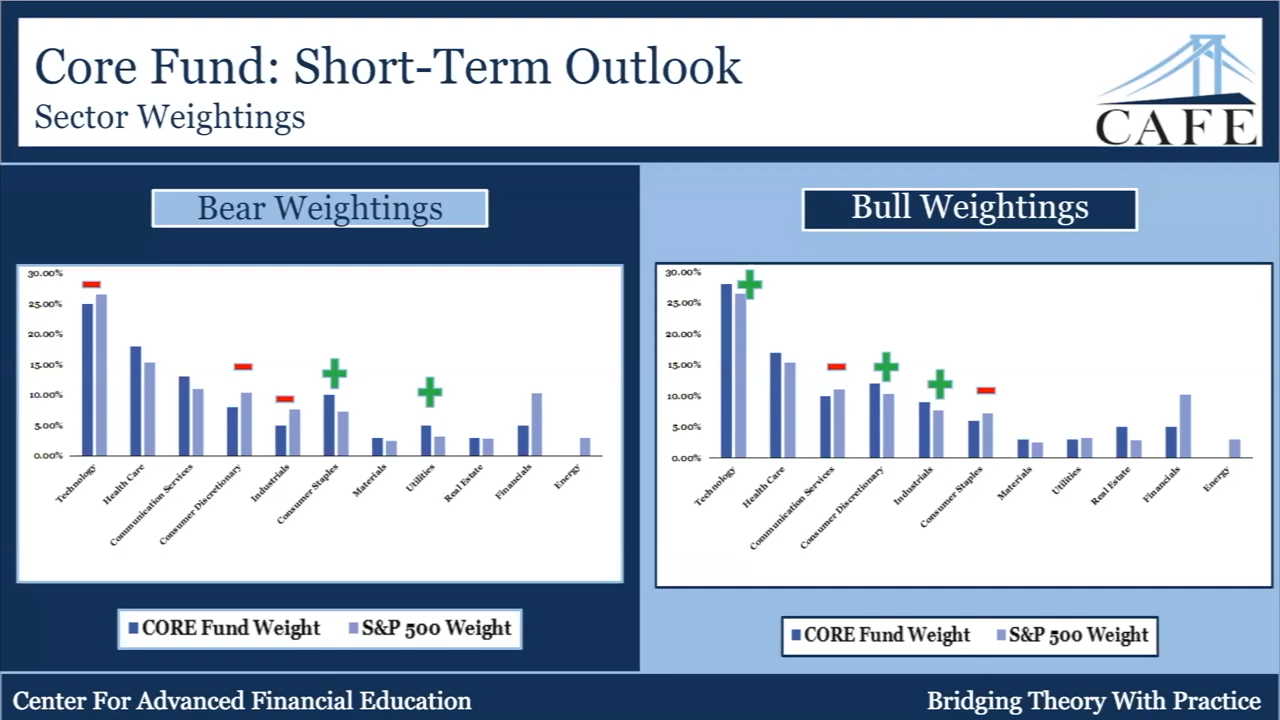 Core Fund: Short-Term Outlook
Sector Weightings
CAFE
Bear Weightings
30.00%
25.00%
20.00%
15.00%
10.00%
5.00%
0.00%
Technology
Health Care
Communication Services
Consumer Discretionary
Industrials
Consumer Staples
Materials
Utilities
Real Estate
Financials
Energy
CORE Fund Weight
S&P 500 Weight
Bull Weightings
30.00%
25.00%
20.00%
15.00%
10.00%
5.00%
0.00%
Technology
Health Care
Communication Services
Consumer Discretionary
Industrials
Consumer Staples
Materials
Utilities
Real Estate
Financials
Energy
CORE Fund Weight
S&P 500 Weight
Center For Advanced Financial Education
Bridging Theory With Practice